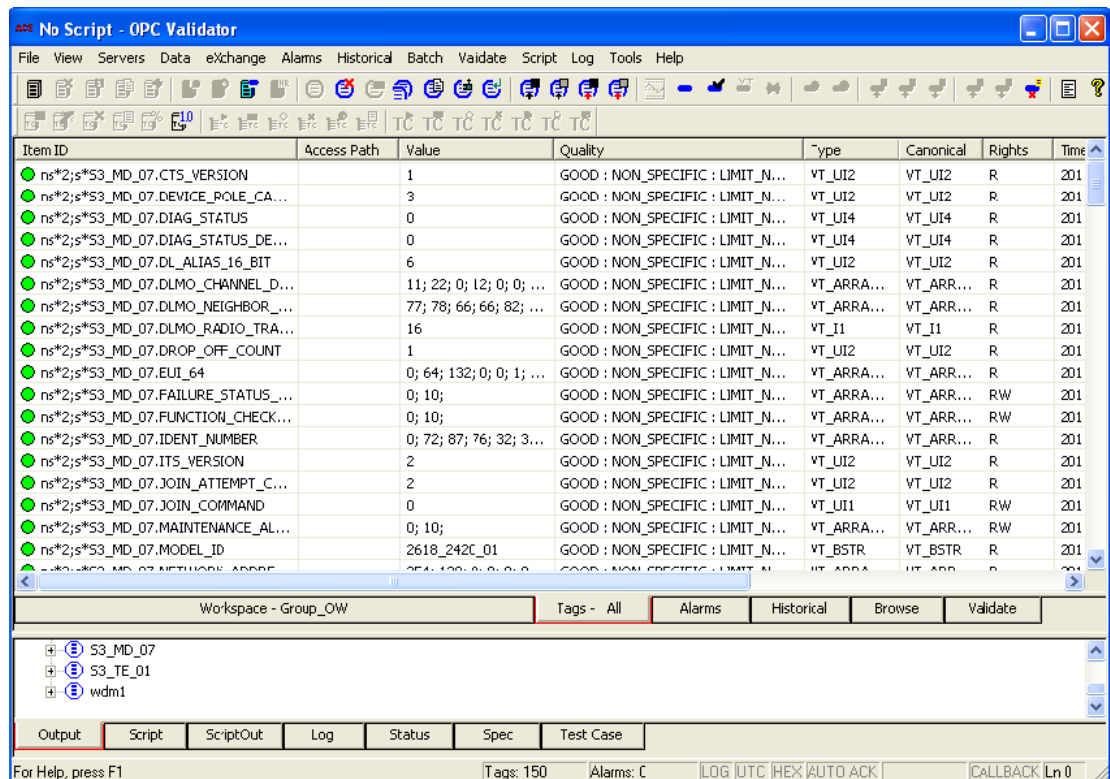 No Script - OPC Validator
File View Servers Data eXchange Alarms Historical Batch Vaidate Script Log Tools Help
Item ID Access Path Value Quality Type Canonical Rights Time
ns*2;s*S3_MD_07.CTS_VERSION 1 GOOD : NON_SPECIFIC : LIMIT_N... VT_UI2 VT_UI2 R 201
ns*2;s*S3_MD_07.DEVICE_POLE_CA... 3 GOOD : NON_SPECIFIC : LIMIT_N... VT_UI2 VT_UI2 R 201
ns*2;s*S3_MD_07.DIAG_STATUS 0 GOOD : NON_SPECIFIC : LIMIT_N... VT_UI4 VT_UI4 R 201
ns*2;s*S3_MD_07.DIAG_STATUS_DE... 0 GOOD : NON_SPECIFIC : LIMIT_N... VT_UI4 VT_UI4 R 201
ns*2;s*S3_MD_07.DL_ALIAS_16_BIT 6 GOOD : NON_SPECIFIC : LIMIT_N... VT_UI2 VT_UI2 R 201
ns*2;s*S3_MD_07.DLMO_CHANNEL_D... 11; 22; 0; 12; 0; 0; ... GOOD : NON_SPECIFIC : LIMIT_N... VT_ARRA... VT_ARR... R 201
ns*2;s*S3_MD_07.DLMO_NEIGHBOR_... 77; 78; 66; 66; 82; ... GOOD : NON_SPECIFIC : LIMIT_N... VT_ARRA... VT_ARR... R 201
ns*2;s*S3_MD_07.DLMO_RADIO_TRA... 16 GOOD : NON_SPECIFIC : LIMIT_N... VT_I1 VT_I1 R 201
ns*2;s*S3_MD_07.DROP_OFF_COUNT 1 GOOD : NON_SPECIFIC : LIMIT_N... VT_UI2 VT_UI2 R 201
ns*2;s*S3_MD_07.EUI_64 0; 64; 132; 0; 0; 1; ... GOOD : NON_SPECIFIC : LIMIT_N... VT_ARRA... VT_ARR... R 201
ns*2;s*S3_MD_07.FAILURE_STATUS_... 0; 10; GOOD : NON_SPECIFIC : LIMIT_N... VT_ARRA... VT_ARR... RW 201
ns*2;s*S3_MD_07.FUNCTION_CHECK... 0; 10; GOOD : NON_SPECIFIC : LIMIT_N... VT_ARRA... VT_ARR... RW 201
ns*2;s*S3_MD_07.IDENT_NUMBER 0; 72; 87; 76; 32; 3... GOOD : NON_SPECIFIC : LIMIT_N... VT_ARRA... VT_ARR... R 201
ns*2;s*S3_MD_07.ITS_VERSION 2 GOOD : NON_SPECIFIC : LIMIT_N... VT_UI2 VT_UI2 R 201
ns*2;s*S3_MD_07.JOIN_ATTEMPT_C... 2 GOOD : NON_SPECIFIC : LIMIT_N... VT_UI2 VT_UI2 R 201
ns*2;s*S3_MD_07.JOIN_COMMAND 0 GOOD : NON_SPECIFIC : LIMIT_N... VT_UI1 VT_UI1 RW 201
ns*2;s*S3_MD_07.MAINTENANCE_AL... 0; 10; GOOD : NON_SPECIFIC : LIMIT_N... VT_ARRA... VT_ARR... RW 201
ns*2;s*S3_MD_07.MODEL_ID 2618_242C_01 GOOD : NON_SPECIFIC : LIMIT_N... VT_BSTR VT_BSTR R 201
Workspace - Group_OW Tags - All Alarms Historical Browse Validate
S3_MD_07
S3_TE_01
wdm1
Output Script ScriptOut Log Status Spec Test Case
For Help, press F1 Tags: 150 Alarms: 0 LOG UTC HEX AUTO ACK CALLBACK Ln 0